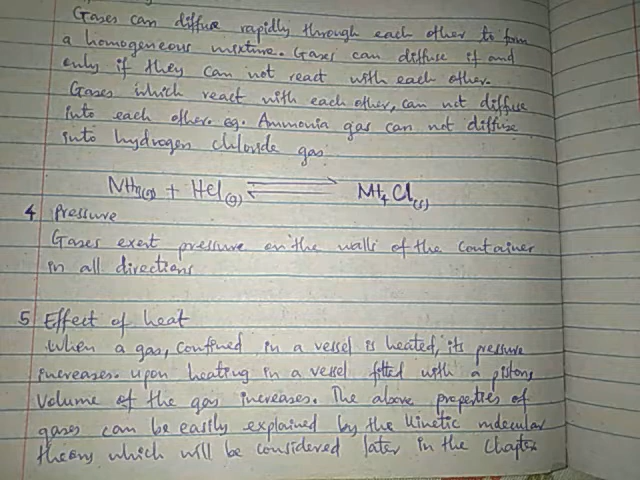 Gases can diffuse rapidly through each other to form
a homogeneous mixture. Gases can diffuse if and
only if they can not react with each other.
Gases which react with each other, can not diffuse
into each other. eg. Ammonia gas can not diffuse
into hydrogen chloride gas.
NH₃(g) + HCl(g) ⇌ NH₄Cl(s)
4 Pressure
Gases exert pressure on the walls of the container
in all directions
5 Effect of heat
When a gas, confined in a vessel is heated, its pressure
increases. upon heating in a vessel fitted with a piston,
volume of the gas increases. The above properties of
gases can be easily explained by the kinetic molecular
theory which will be considered later in the chapter